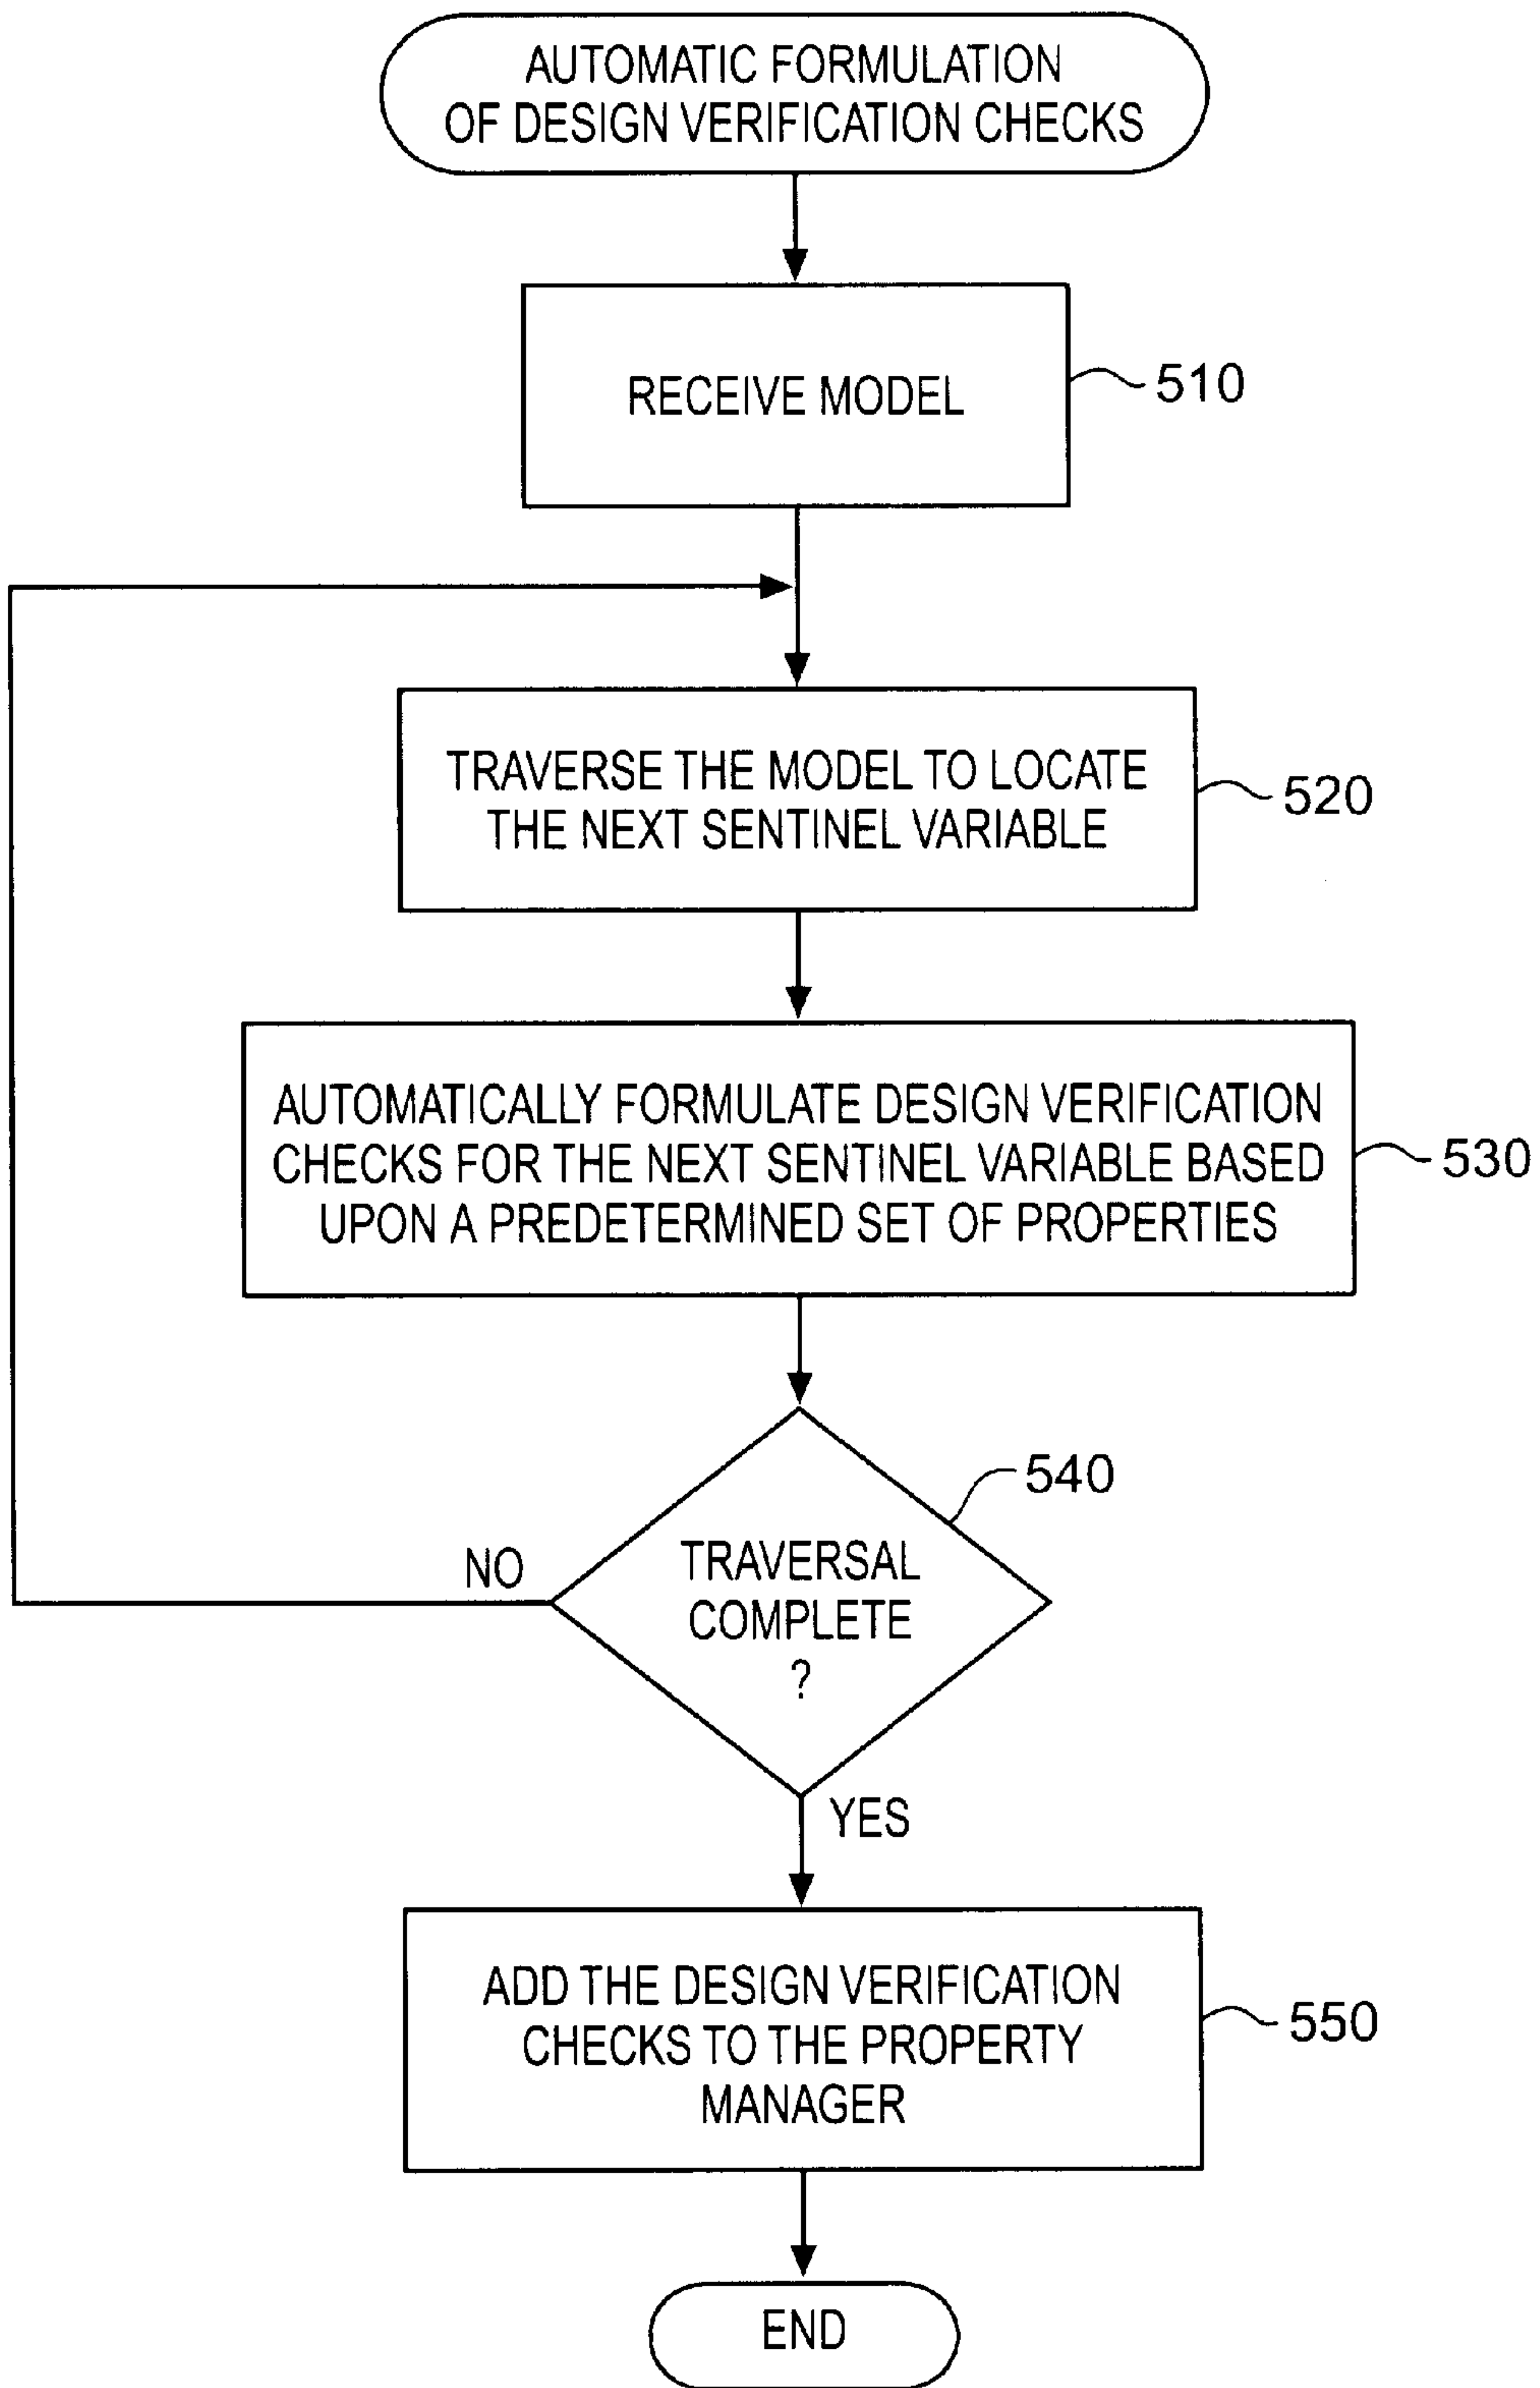 AUTOMATIC FORMULATION
OF DESIGN VERIFICATION CHECKS
RECEIVE MODEL
510
TRAVERSE THE MODEL TO LOCATE
THE NEXT SENTINEL VARIABLE
520
AUTOMATICALLY FORMULATE DESIGN VERIFICATION
CHECKS FOR THE NEXT SENTINEL VARIABLE BASED
UPON A PREDETERMINED SET OF PROPERTIES
530
540
NO
TRAVERSAL
COMPLETE
?
YES
ADD THE DESIGN VERIFICATION
CHECKS TO THE PROPERTY
MANAGER
550
END